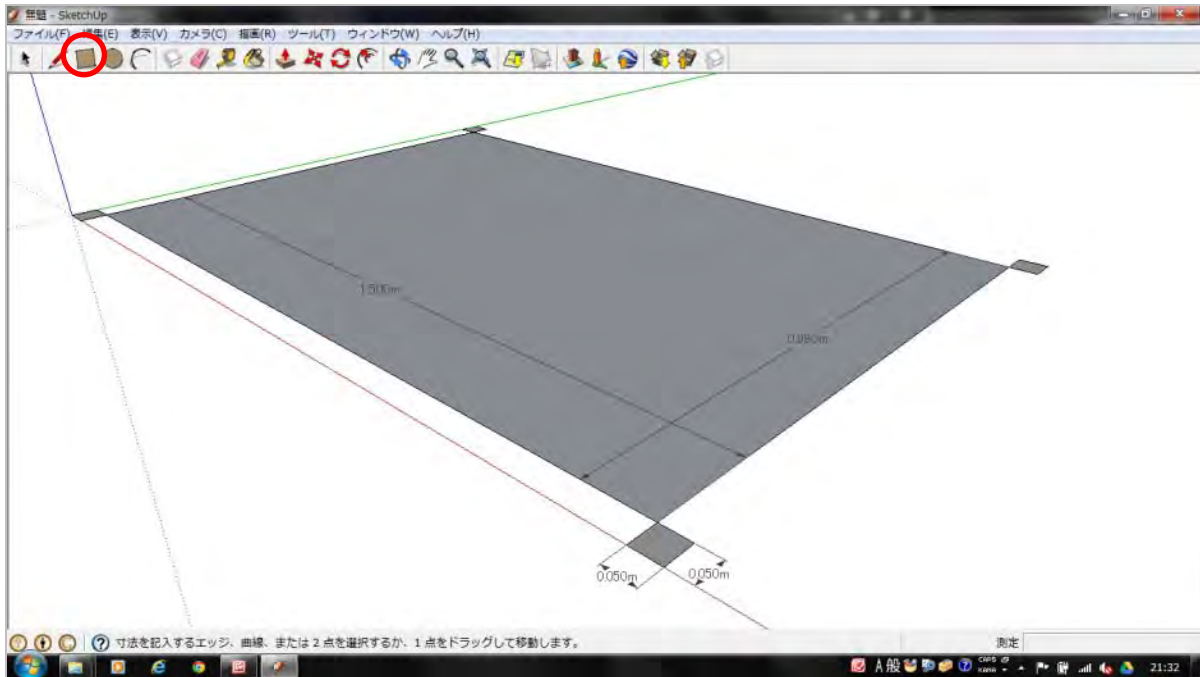 無題 - SketchUp
ファイル(F) 編集(E) 表示(V) カメラ(C) 描画(R) ツール(T) ウィンドウ(W) ヘルプ(H)
1.500m
0.980m
0.050m
0.050m
寸法を記入するエッジ、曲線、または 2 点を選択するか、1 点をドラッグして移動します。
測定
A 般
CAPS
KANA
21:32